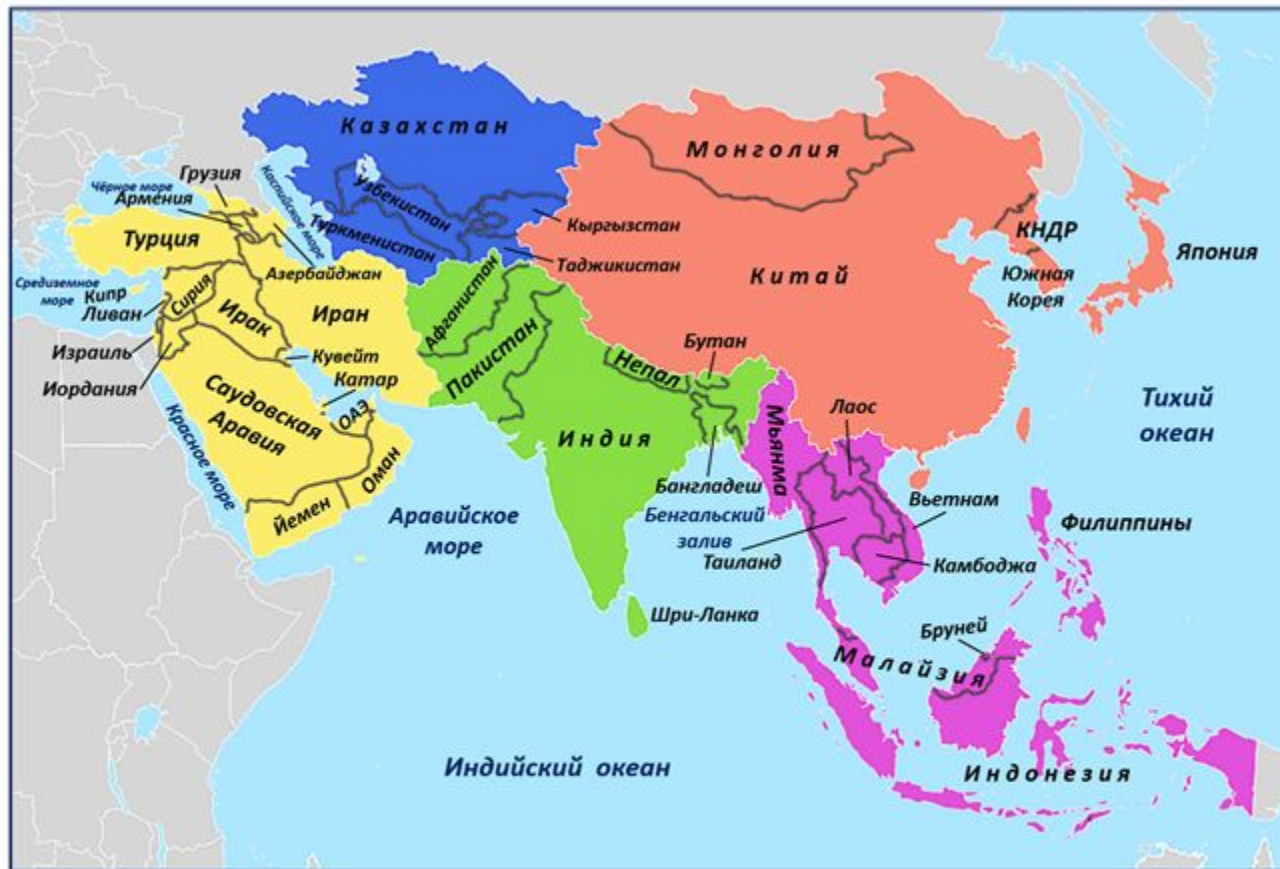 Казахстан
Монголия
Грузия
Чёрное море
Армения
Каспийское море
Узбекистан
Туркменистан
Кыргызстан
КНДР
Турция
Япония
Азербайджан
Таджикистан
Китай
Южная
Корея
Средиземное
море
Кипр
Ливан
Сирия
Ирак
Иран
Афганистан
Пакистан
Бутан
Израиль
Кувейт
Непал
Иордания
Катар
Саудовская
Аравия
ОАЭ
Лаос
Тихий
океан
Индия
Мьянма
Красное море
Оман
Йемен
Бангладеш
Вьетнам
Аравийское
море
Бенгальский
залив
Филиппины
Таиланд
Камбоджа
Шри-Ланка
Бруней
Малайзия
Индийский океан
Индонезия